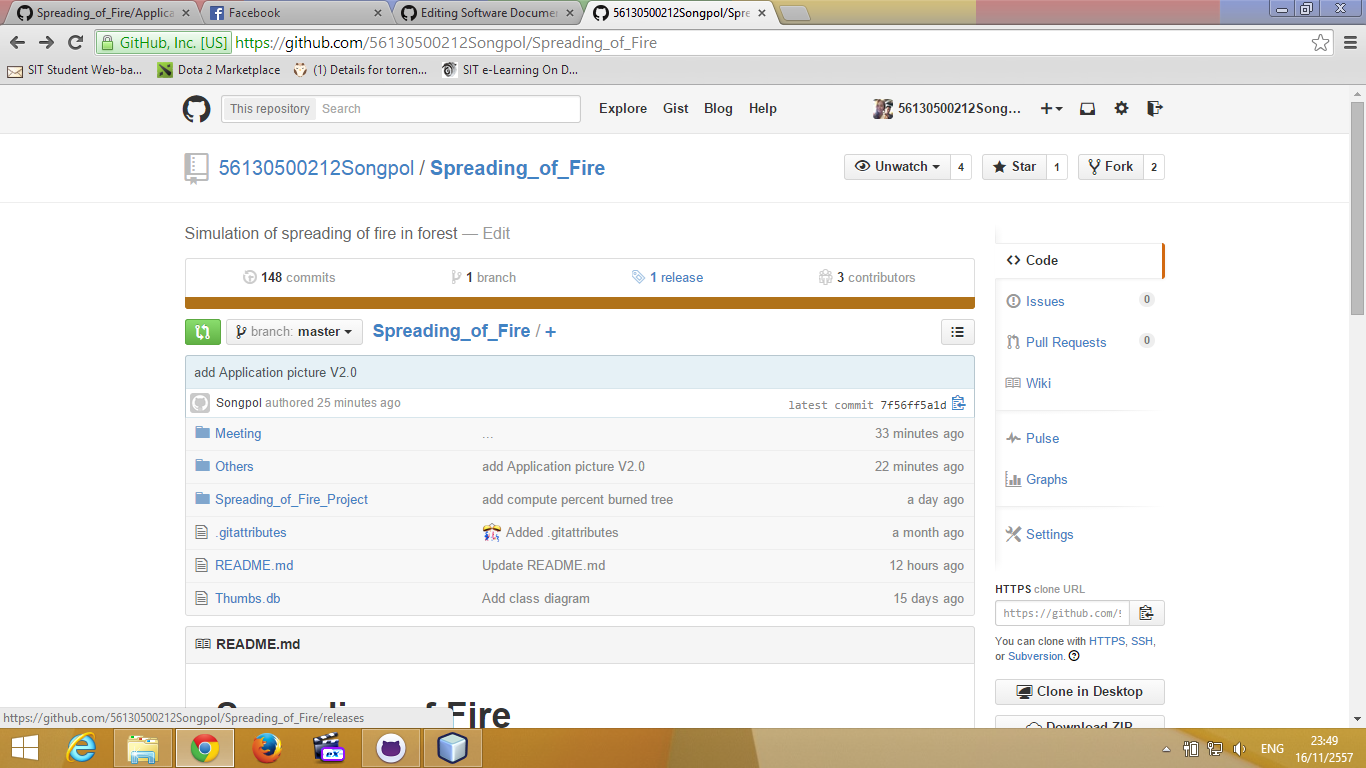 Spreading_of_Fire/Applica
Facebook
Editing Software Documen
56130500212Songpol/Spre
GitHub, Inc. [US] https://github.com/56130500212Songpol/Spreading_of_Fire
SIT Student Web-ba... Dota 2 Marketplace (1) Details for torren... SIT e-Learning On D...
This repository Search Explore Gist Blog Help 56130500212Song...
56130500212Songpol / Spreading_of_Fire Unwatch 4 Star 1 Fork 2
Simulation of spreading of fire in forest — Edit
148 commits 1 branch 1 release 3 contributors
branch: master Spreading_of_Fire / +
add Application picture V2.0
Songpol authored 25 minutes ago latest commit 7f56ff5a1d
Meeting ... 33 minutes ago
Others add Application picture V2.0 22 minutes ago
Spreading_of_Fire_Project add compute percent burned tree a day ago
.gitattributes Added .gitattributes a month ago
README.md Update README.md 12 hours ago
Thumbs.db Add class diagram 15 days ago
README.md
Spreading of Fire
Code
Issues 0
Pull Requests 0
Wiki
Pulse
Graphs
Settings
HTTPS clone URL
https://github.com/5
You can clone with HTTPS, SSH,
or Subversion.
Clone in Desktop
Download ZIP
https://github.com/56130500212Songpol/Spreading_of_Fire/releases
ex
ENG
23:49
16/11/2557